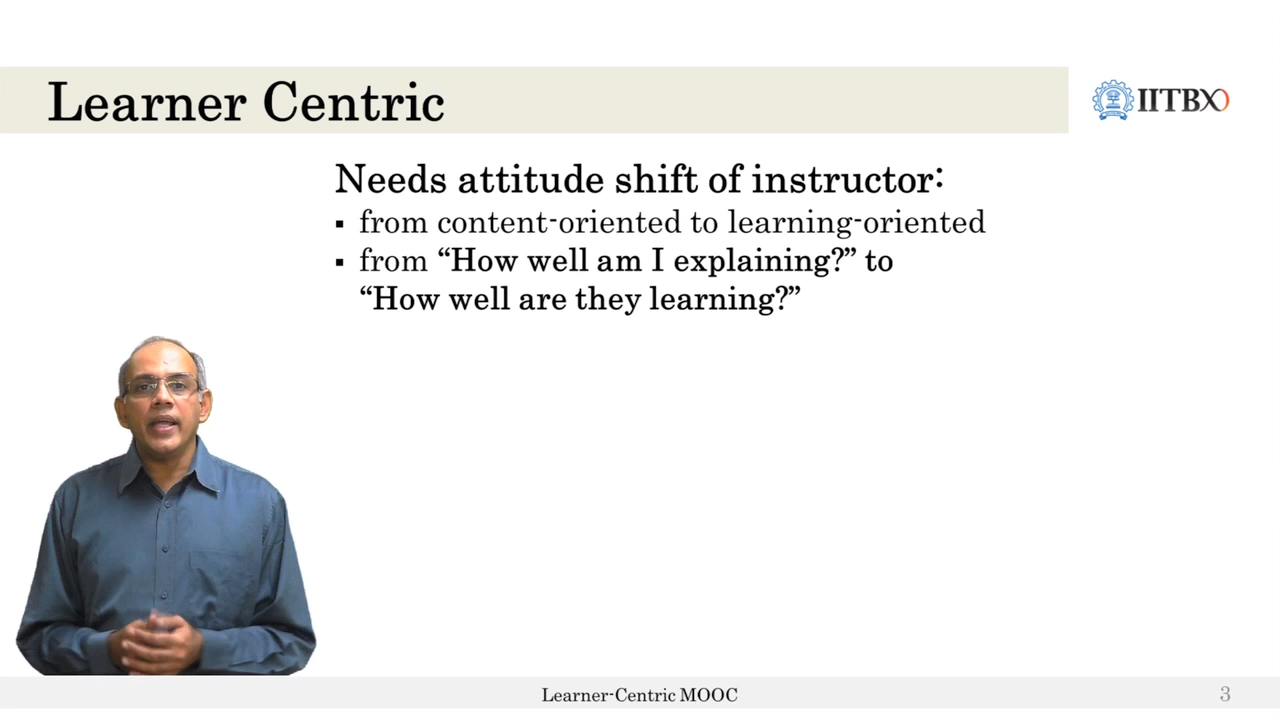 Learner Centric
IITBX
Needs attitude shift of instructor:
▪ from content-oriented to learning-oriented
▪ from “How well am I explaining?” to
“How well are they learning?”
Learner-Centric MOOC
3